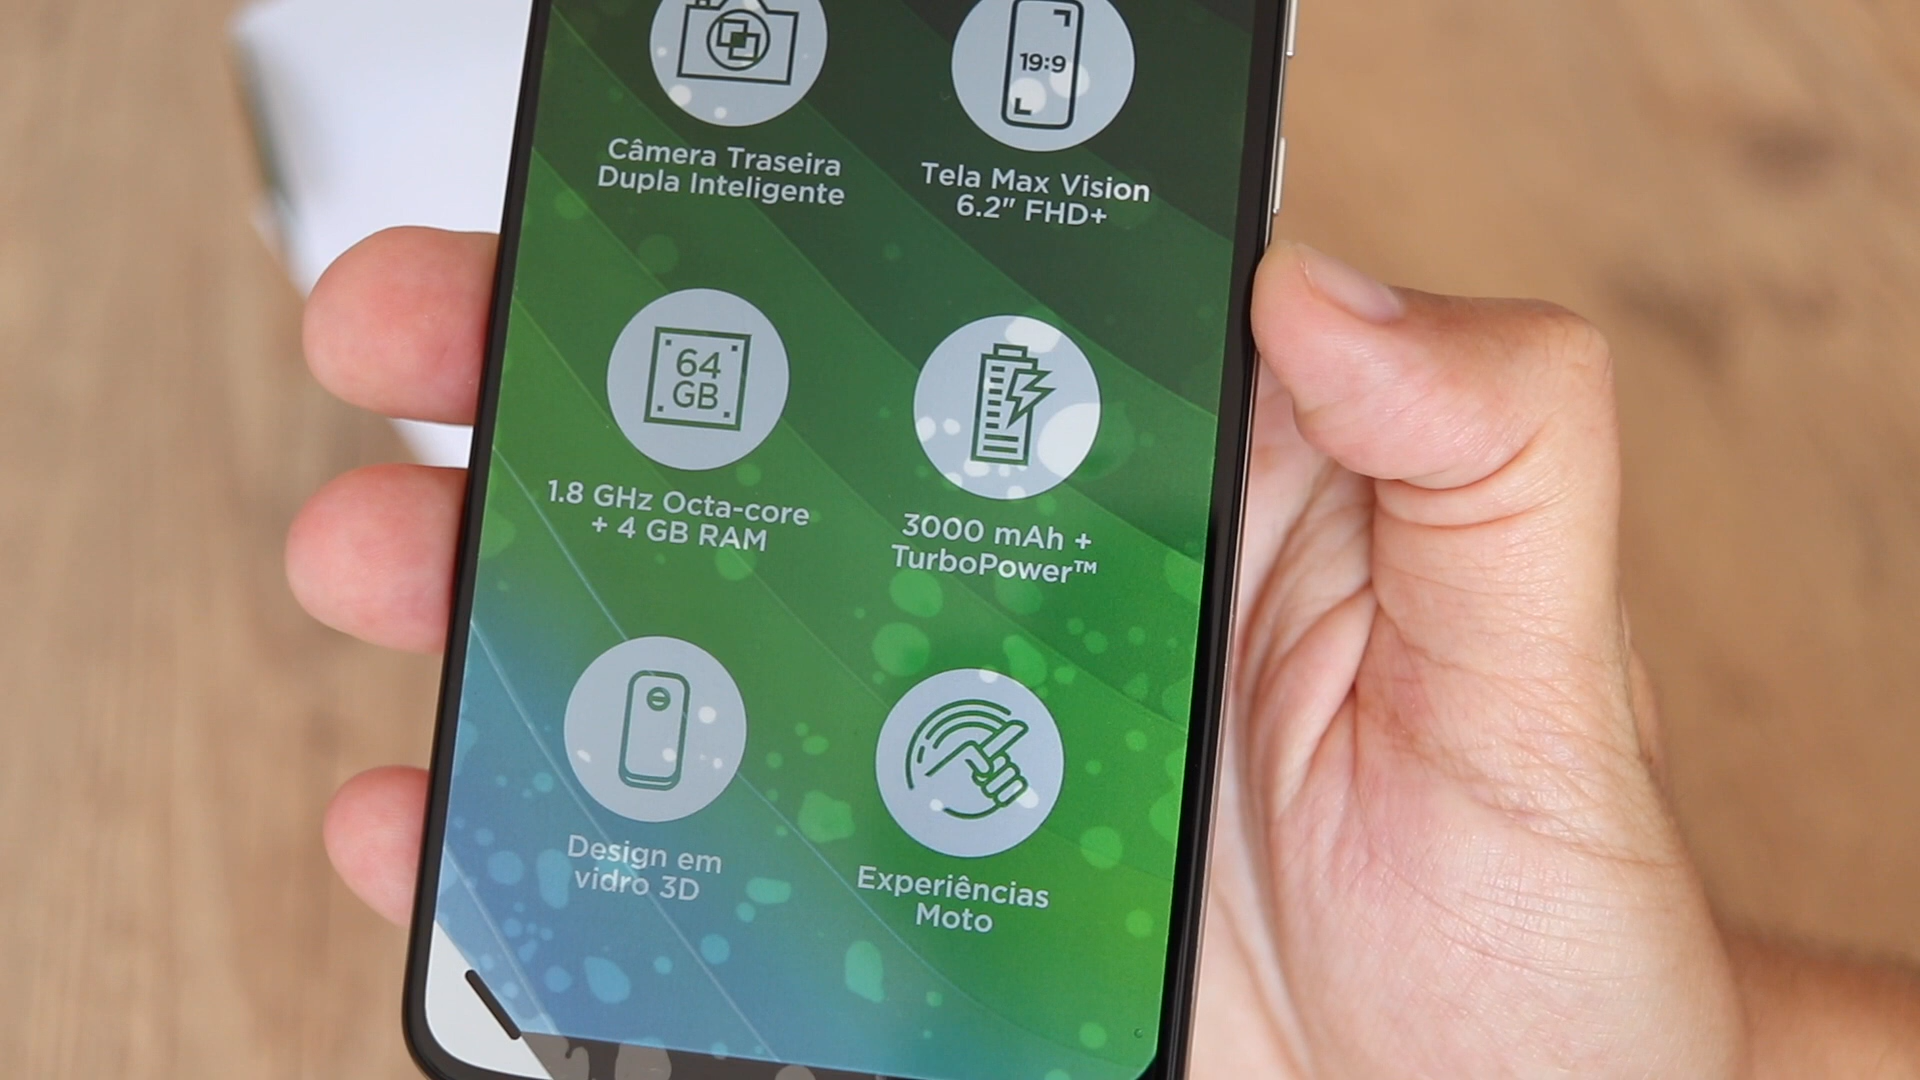 19:9
Câmera Traseira
Dupla Inteligente
Tela Max Vision
6.2" FHD+
64
GB
1.8 GHz Octa-core
+ 4 GB RAM
3000 mAh +
TurboPower™
Design em
vidro 3D
Experiências
Moto